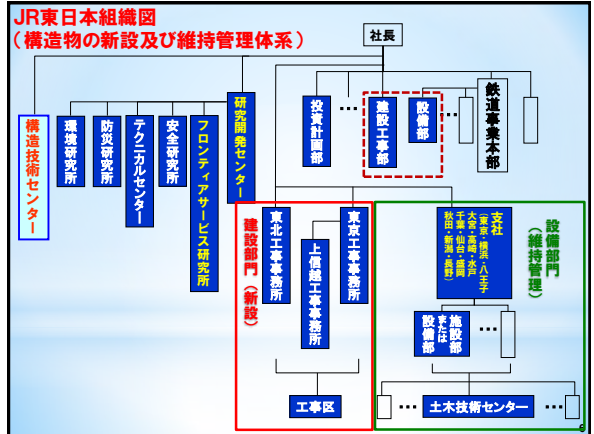 JR東日本組織図
(構造物の新設及び維持管理体系)
社長
構造技術センター
環境研究所
防災研究所
テクニカルセンター
安全研究所
フロンティアサービス研究所
研究開発センター
投資計画部
…
建設工事部
設備部
…
鉄道事業本部
建設部門(新設)
東北工事事務所
上信越工事事務所
東京工事事務所
工事区
支社
(東京・横浜・八王子
大宮・高崎・水戸
千葉・仙台・盛岡
秋田・新潟・長野)
設備部門
(維持管理)
施設部
または
設備部
…
…
土木技術センター
…
6